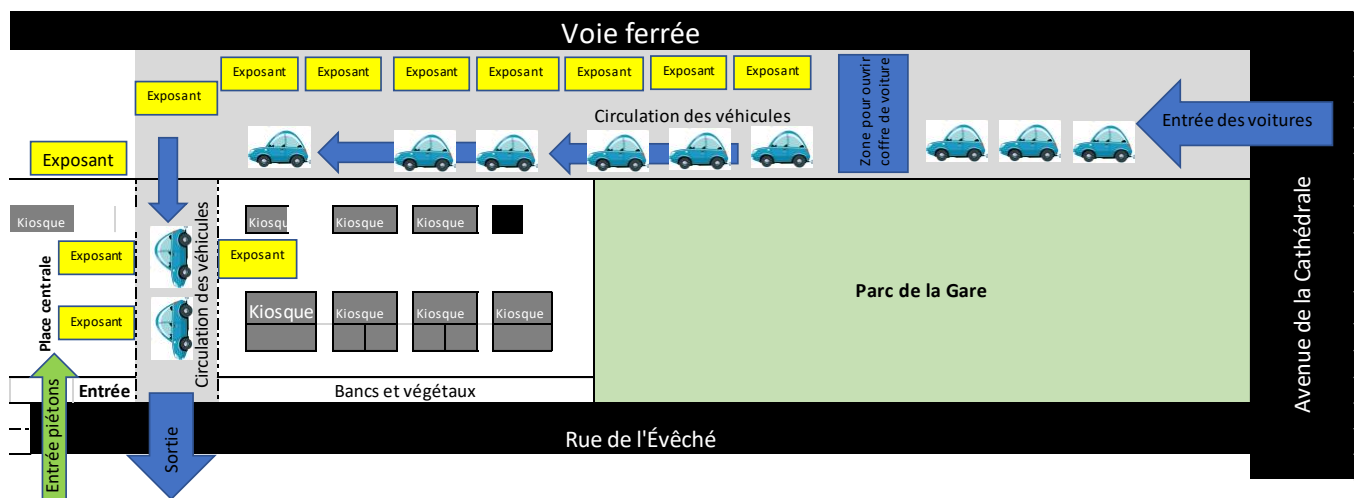 Voie ferrée
Exposant
Exposant
Exposant
Exposant
Exposant
Exposant
Exposant
Exposant
Zone pour ouvrir
coffre de voiture
Entrée des voitures
Circulation des véhicules
Exposant
Kiosque
Kiosqu
Kiosque
Kiosque
Exposant
Exposant
Circulation des véhicules
Place centrale
Exposant
Kiosque
Kiosque
Kiosque
Kiosque
Parc de la Gare
Avenue de la Cathédrale
Entrée
Bancs et végétaux
Entrée piétons
Sortie
Rue de l'Évêché